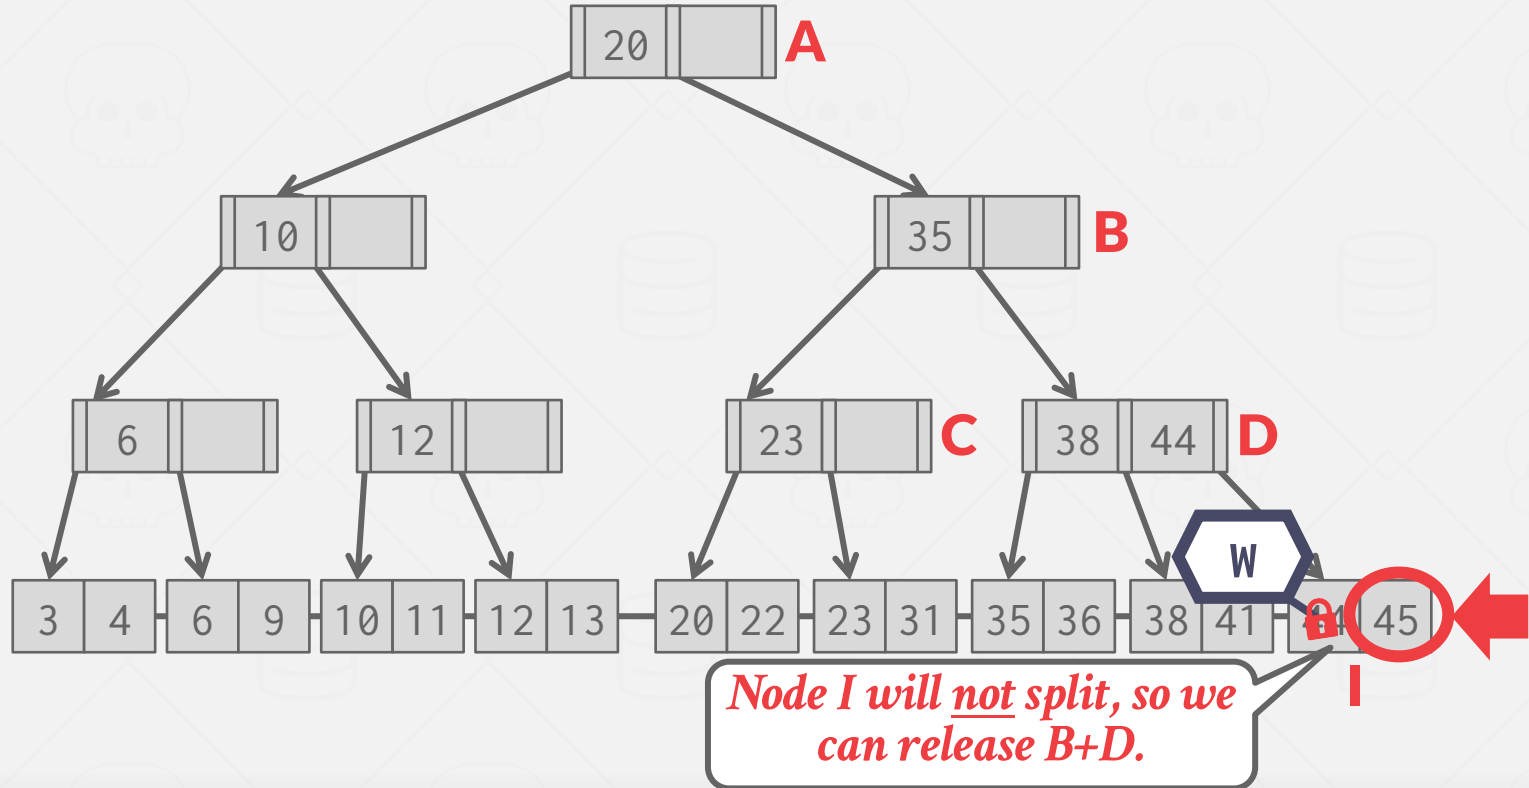 20 A
10 35 B
6 12 23 C 38 44 D
W
3 4 6 9 10 11 12 13 20 22 23 31 35 36 38 41 44 45
Node I will not split, so we
can release B+D.
I